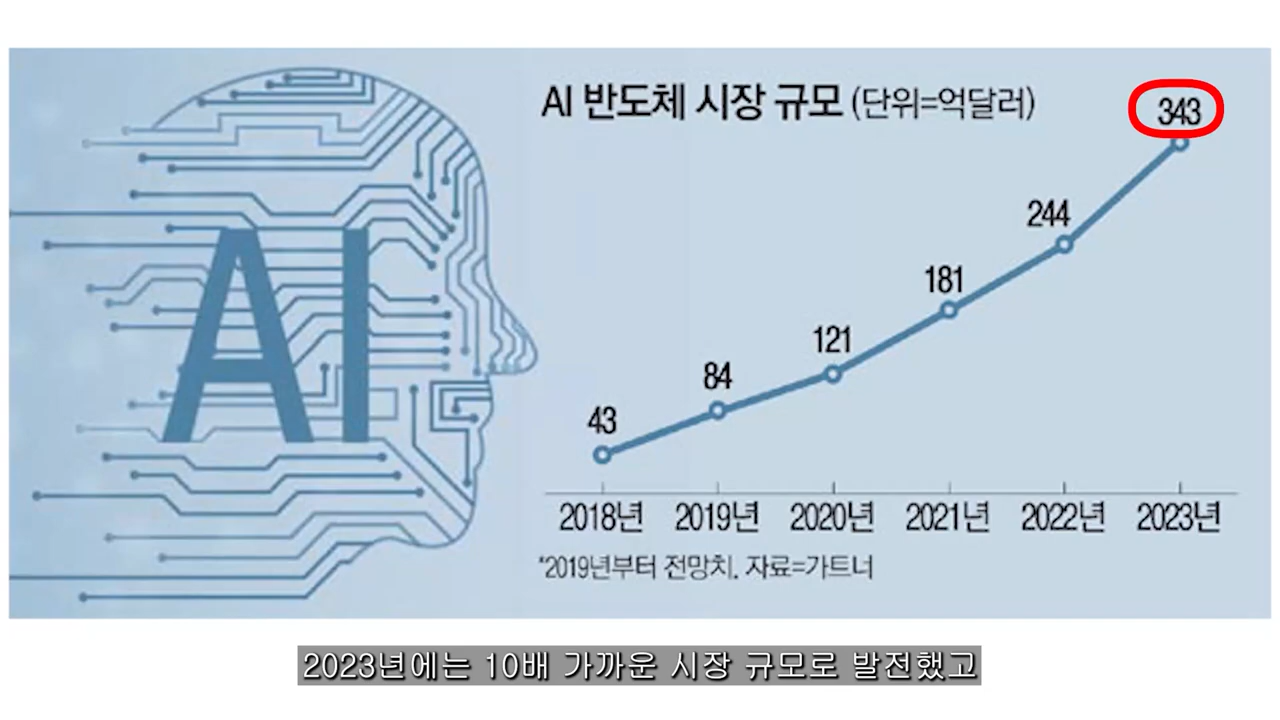 AI
AI 반도체 시장 규모 (단위=억달러)
343
244
181
121
84
43
2018년 2019년 2020년 2021년 2022년 2023년
*2019년부터 전망치. 자료=가트너
2023년에는 10배 가까운 시장 규모로 발전했고